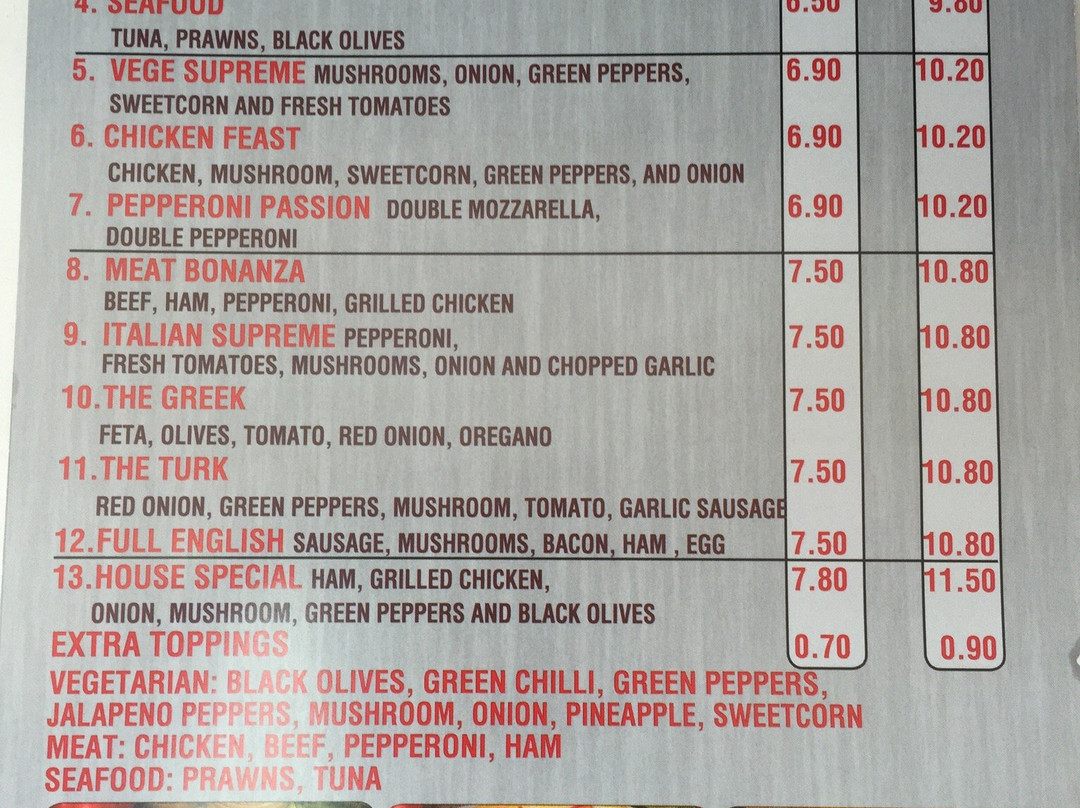 4. SEAFOOD 6.50 9.80
TUNA, PRAWNS, BLACK OLIVES
5. VEGE SUPREME MUSHROOMS, ONION, GREEN PEPPERS, 6.90 10.20
SWEETCORN AND FRESH TOMATOES
6. CHICKEN FEAST 6.90 10.20
CHICKEN, MUSHROOM, SWEETCORN, GREEN PEPPERS, AND ONION
7. PEPPERONI PASSION DOUBLE MOZZARELLA, 6.90 10.20
DOUBLE PEPPERONI
8. MEAT BONANZA 7.50 10.80
BEEF, HAM, PEPPERONI, GRILLED CHICKEN
9. ITALIAN SUPREME PEPPERONI, 7.50 10.80
FRESH TOMATOES, MUSHROOMS, ONION AND CHOPPED GARLIC
10.THE GREEK 7.50 10.80
FETA, OLIVES, TOMATO, RED ONION, OREGANO
11.THE TURK 7.50 10.80
RED ONION, GREEN PEPPERS, MUSHROOM, TOMATO, GARLIC SAUSAGE
12.FULL ENGLISH SAUSAGE, MUSHROOMS, BACON, HAM , EGG 7.50 10.80
13.HOUSE SPECIAL HAM, GRILLED CHICKEN, 7.80 11.50
ONION, MUSHROOM, GREEN PEPPERS AND BLACK OLIVES
EXTRA TOPPINGS 0.70 0.90
VEGETARIAN: BLACK OLIVES, GREEN CHILLI, GREEN PEPPERS,
JALAPENO PEPPERS, MUSHROOM, ONION, PINEAPPLE, SWEETCORN
MEAT: CHICKEN, BEEF, PEPPERONI, HAM
SEAFOOD: PRAWNS, TUNA